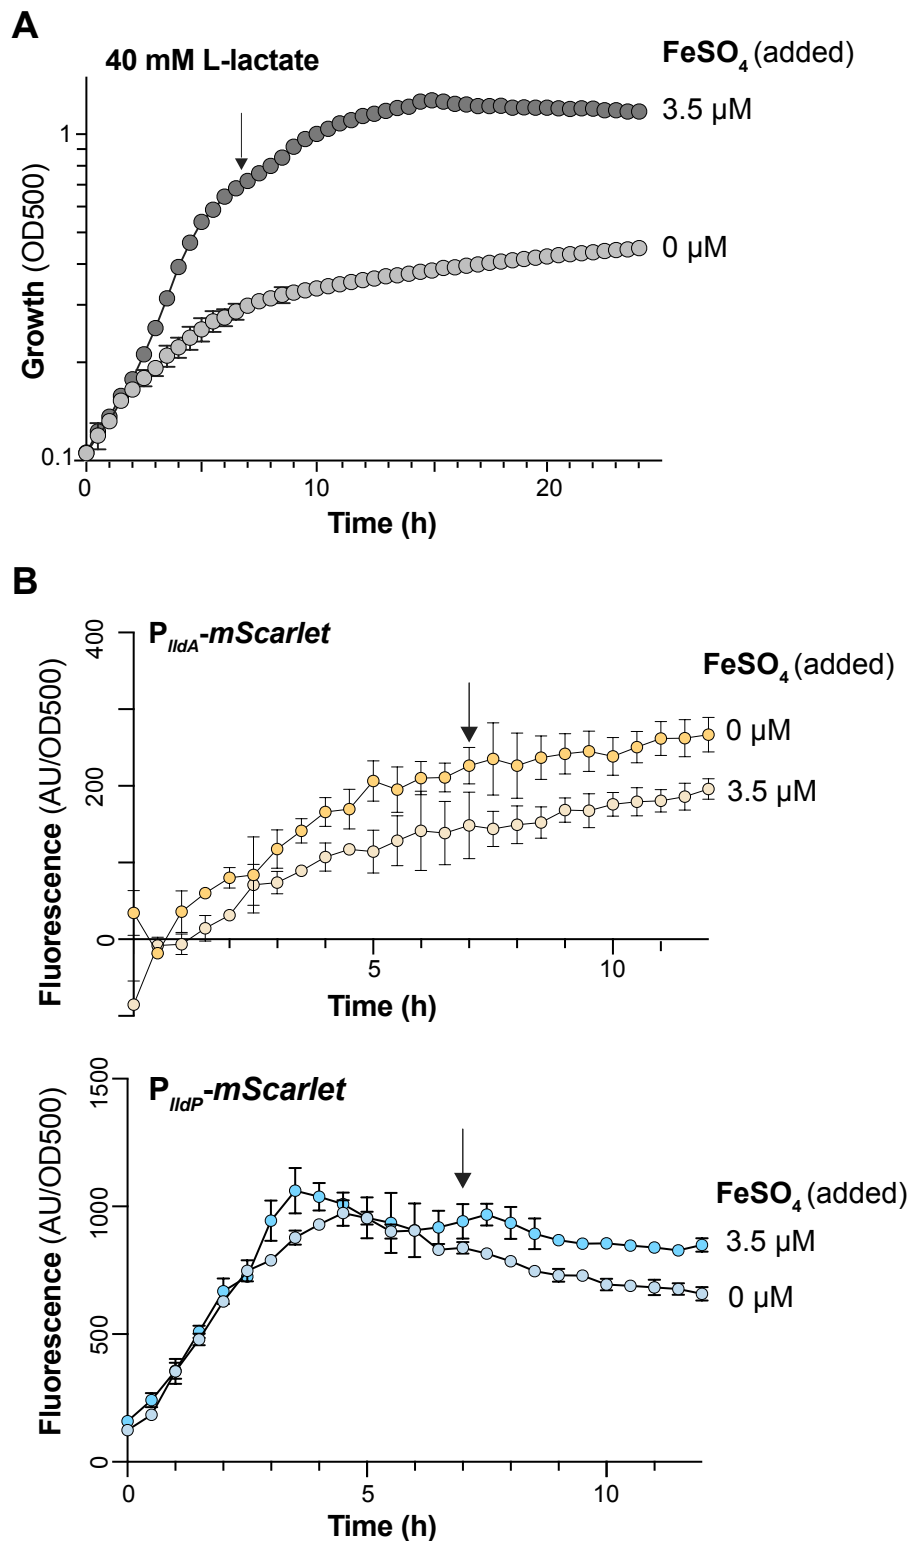 A
40 mM L-lactate
FeSO₄ (added)
3.5 µM
0 µM
Growth (OD500)
1
0.1
0 10 20
Time (h)
B
P_lldA-mScarlet
FeSO₄ (added)
0 µM
3.5 µM
Fluorescence (AU/OD500)
400
200
0
5 10
Time (h)
P_lldP-mScarlet
FeSO₄ (added)
3.5 µM
0 µM
Fluorescence (AU/OD500)
1500
1000
500
0
0 5 10
Time (h)